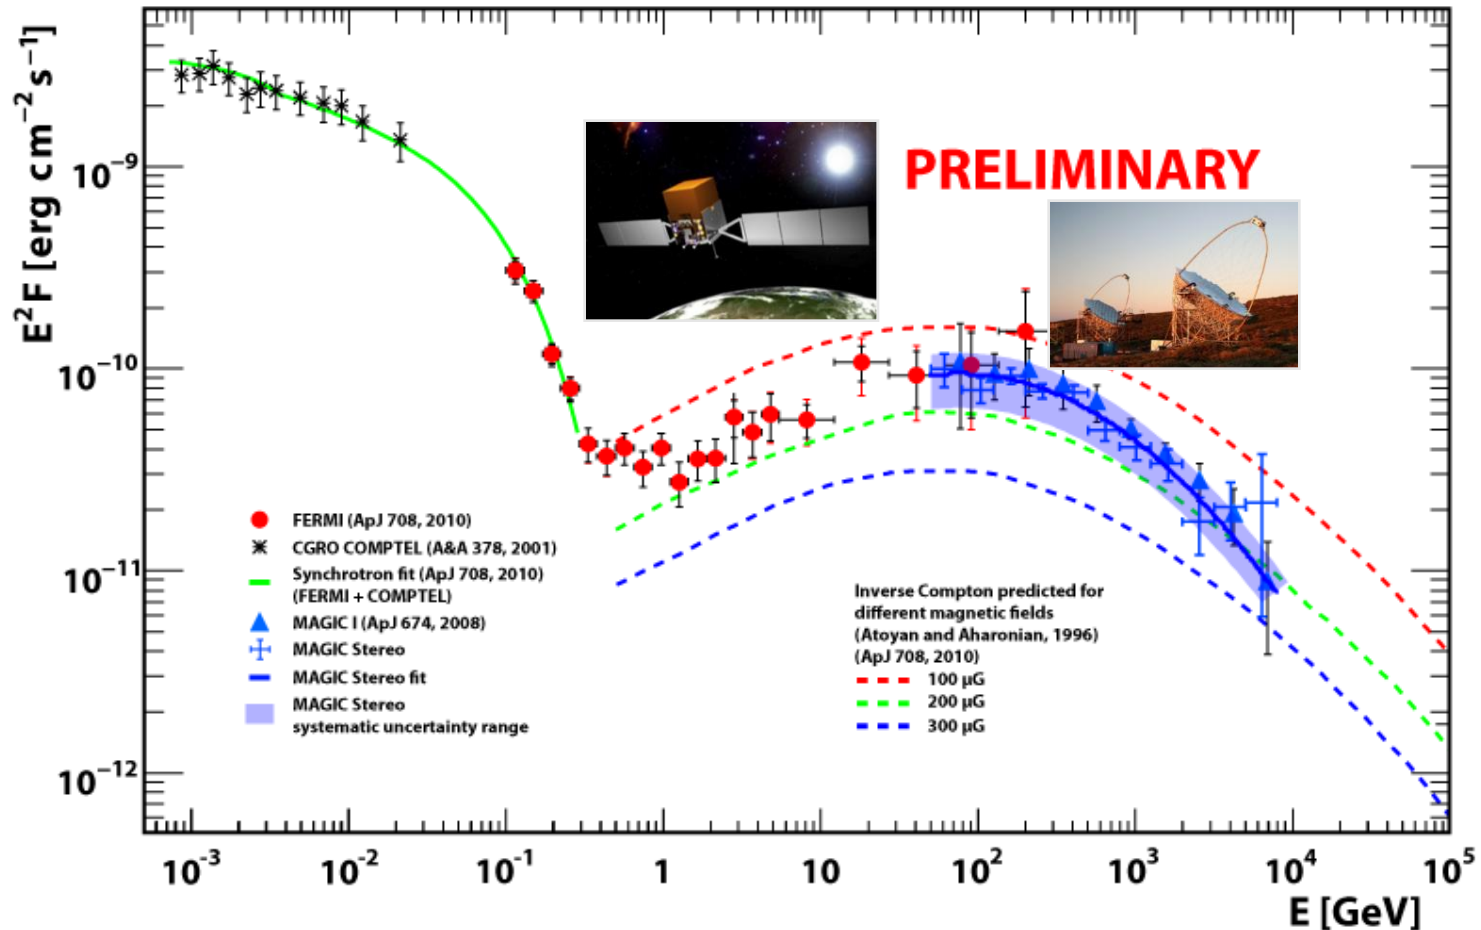 E²F [erg cm⁻² s⁻¹]
PRELIMINARY
10⁻⁹
10⁻¹⁰
10⁻¹¹
10⁻¹²
FERMI (ApJ 708, 2010)
CGRO COMPTEL (A&A 378, 2001)
Synchrotron fit (ApJ 708, 2010)
(FERMI + COMPTEL)
MAGIC I (ApJ 674, 2008)
MAGIC Stereo
MAGIC Stereo fit
MAGIC Stereo
systematic uncertainty range
Inverse Compton predicted for
different magnetic fields
(Atoyan and Aharonian, 1996)
(ApJ 708, 2010)
100 µG
200 µG
300 µG
10⁻³ 10⁻² 10⁻¹ 1 10 10² 10³ 10⁴ 10⁵
E [GeV]